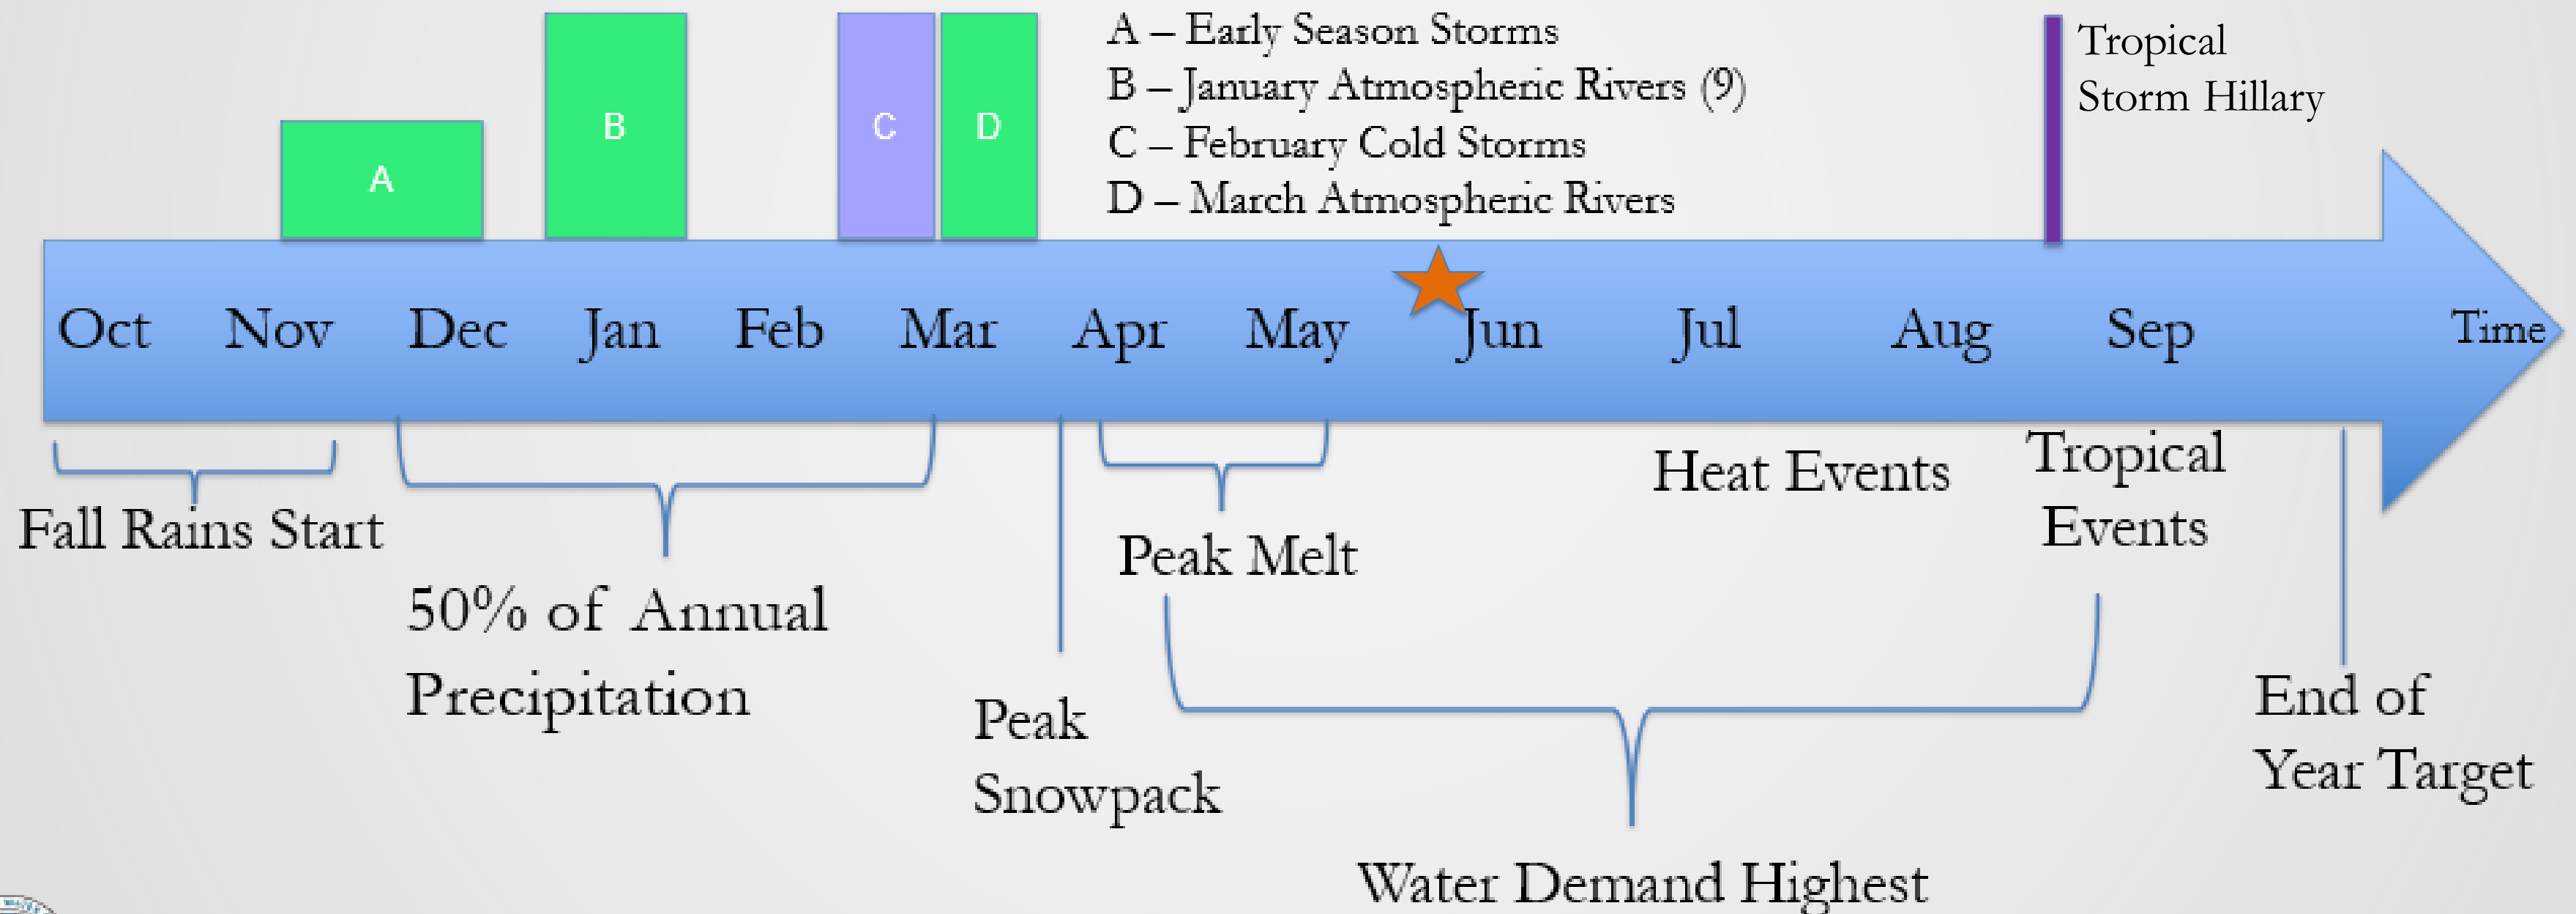 A – Early Season Storms
B – January Atmospheric Rivers (9)
C – February Cold Storms
D – March Atmospheric Rivers
Tropical
Storm Hillary
A
B
C
D
Oct Nov Dec Jan Feb Mar Apr May Jun Jul Aug Sep Time
Fall Rains Start
50% of Annual
Precipitation
Peak
Snowpack
Peak Melt
Heat Events
Tropical
Events
Water Demand Highest
End of
Year Target